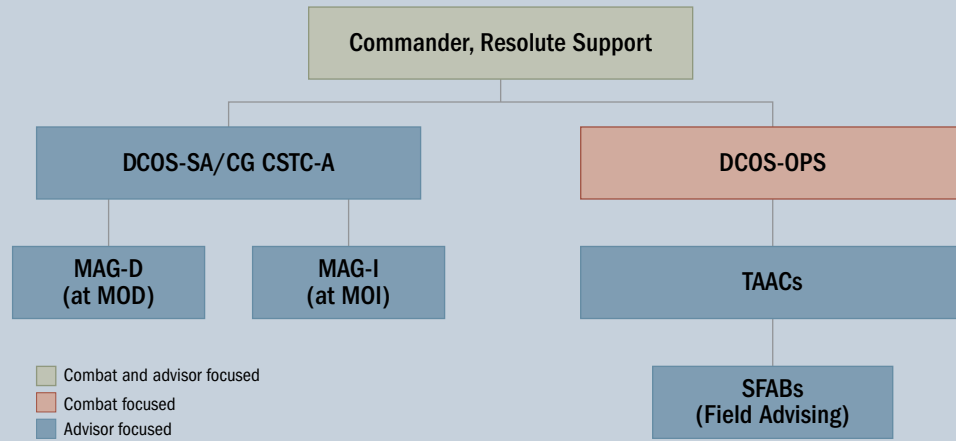 Commander, Resolute Support
DCOS-SA/CG CSTC-A
DCOS-OPS
MAG-D
(at MOD)
MAG-I
(at MOI)
TAACs
SFABs
(Field Advising)
Combat and advisor focused
Combat focused
Advisor focused